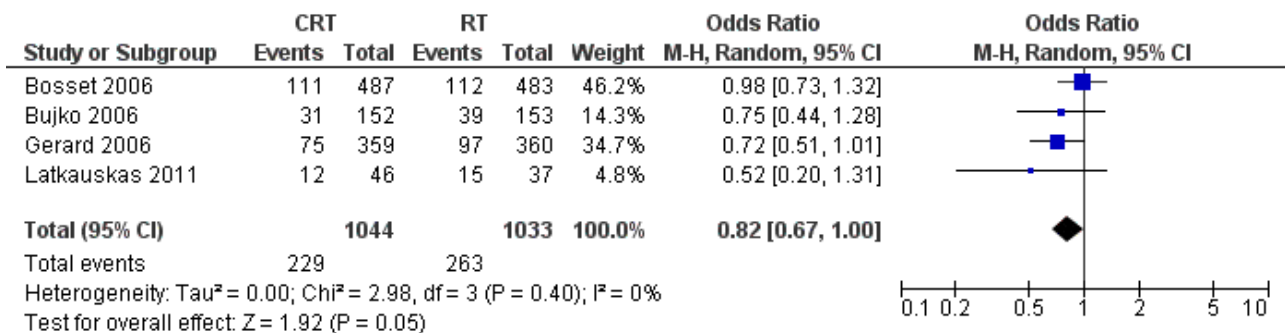 CRT RT Odds Ratio Odds Ratio
Study or Subgroup Events Total Events Total Weight M-H, Random, 95% CI M-H, Random, 95% CI
Bosset 2006 111 487 112 483 46.2% 0.98 [0.73, 1.32]
Bujko 2006 31 152 39 153 14.3% 0.75 [0.44, 1.28]
Gerard 2006 75 359 97 360 34.7% 0.72 [0.51, 1.01]
Latkauskas 2011 12 46 15 37 4.8% 0.52 [0.20, 1.31]
Total (95% CI) 1044 1033 100.0% 0.82 [0.67, 1.00]
Total events 229 263
Heterogeneity: Tau² = 0.00; Chi² = 2.98, df = 3 (P = 0.40); I² = 0%
Test for overall effect: Z = 1.92 (P = 0.05)
0.1 0.2 0.5 1 2 5 10